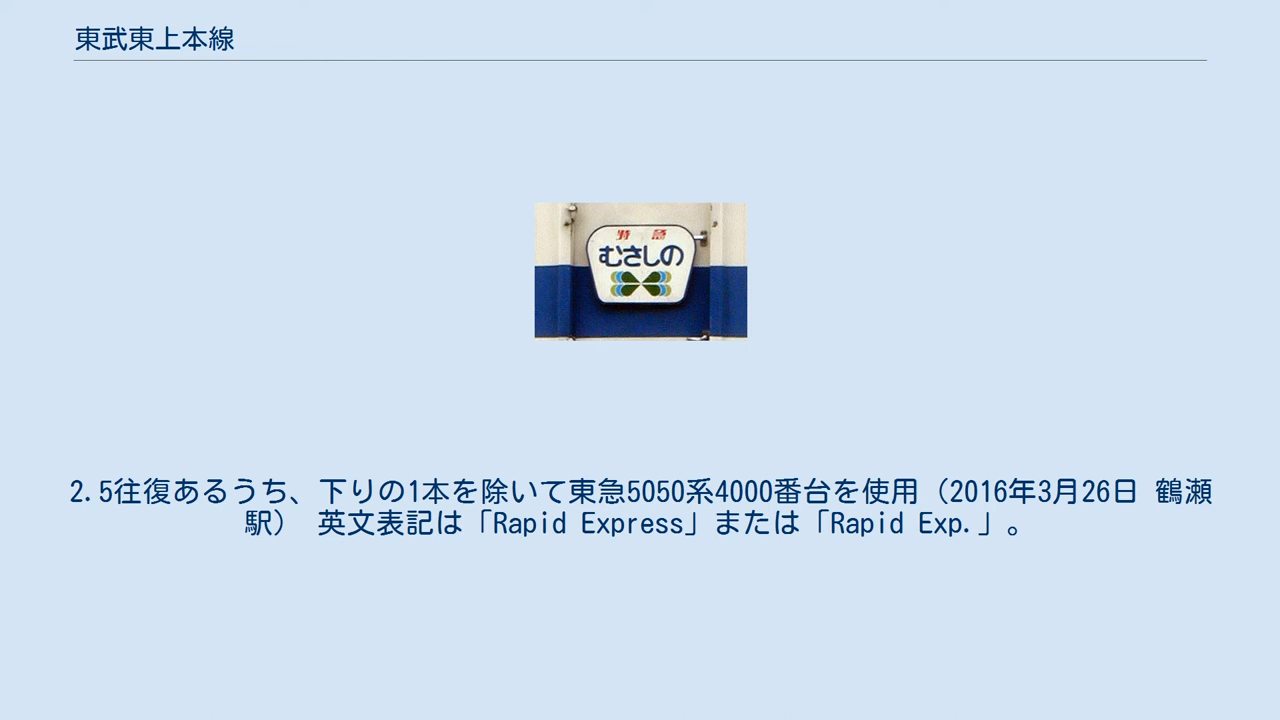 東武東上本線
特急
むさしの
2.5往復あるうち、下りの1本を除いて東急5050系4000番台を使用（2016年3月26日 鶴瀬
駅） 英文表記は「Rapid Express」または「Rapid Exp.」。